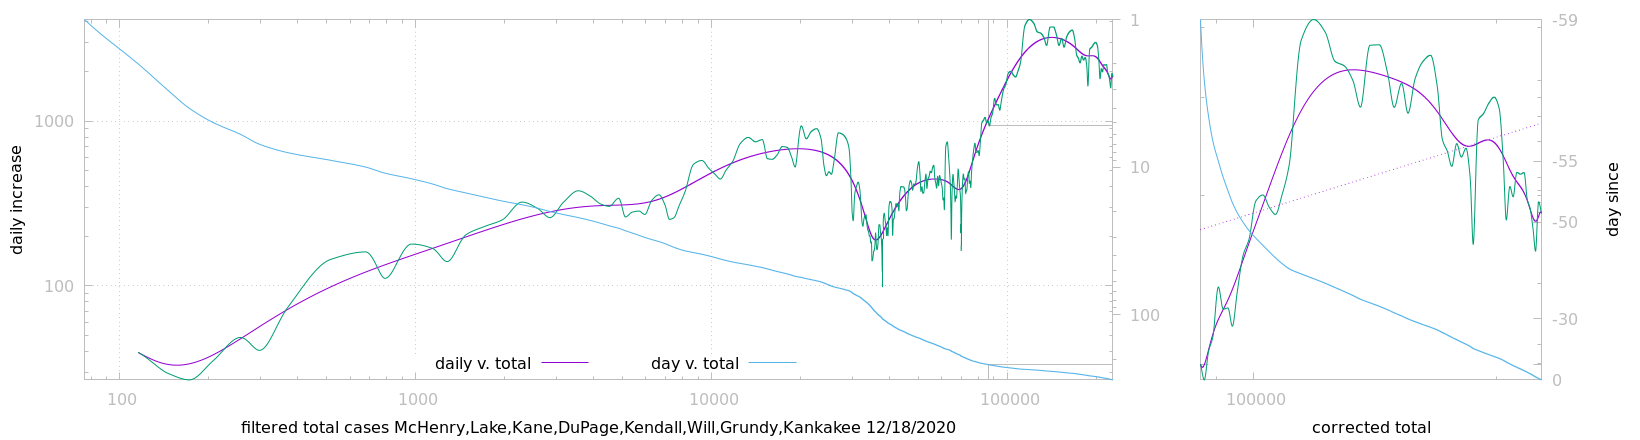 1
-59
1000
daily increase
10
-55
-50
day since
100
100
-30
daily v. total
day v. total
0
100
1000
10000
100000
100000
filtered total cases McHenry,Lake,Kane,DuPage,Kendall,Will,Grundy,Kankakee 12/18/2020
corrected total